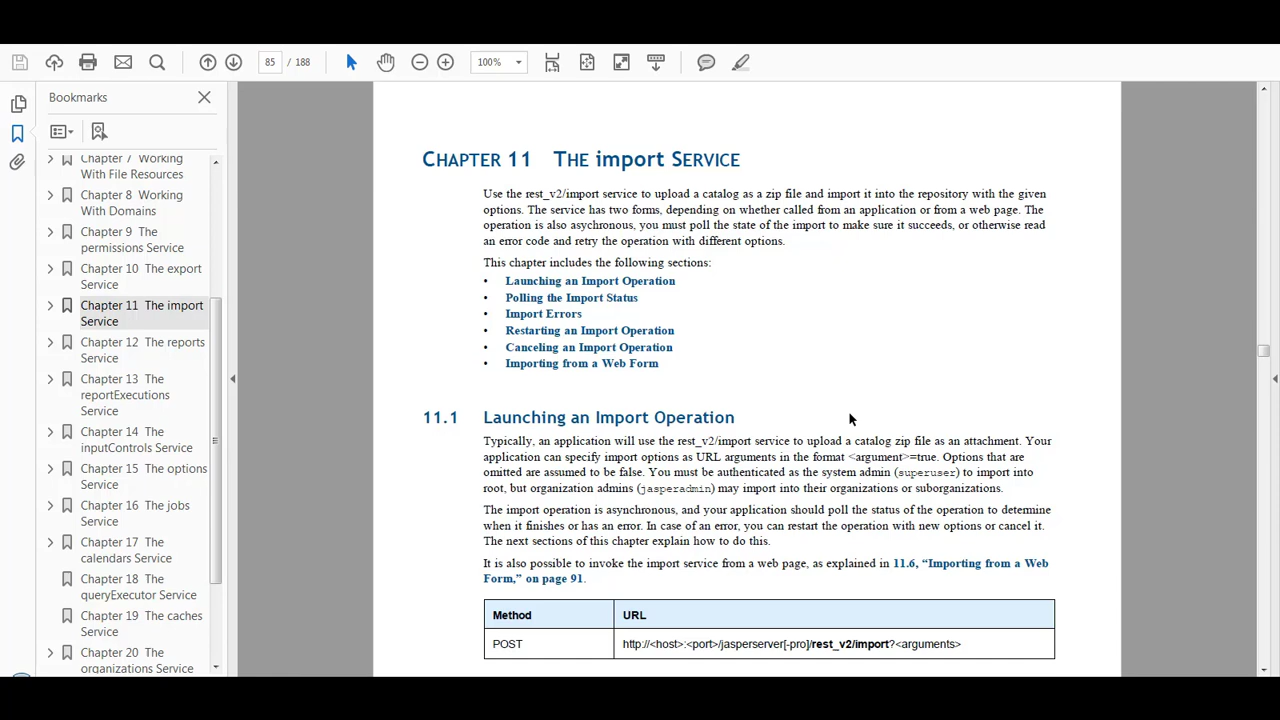 85 / 188
100%
Bookmarks
Chapter 7 Working
With File Resources
Chapter 8 Working
With Domains
Chapter 9 The
permissions Service
Chapter 10 The export
Service
Chapter 11 The import
Service
Chapter 12 The reports
Service
Chapter 13 The
reportExecutions
Service
Chapter 14 The
inputControls Service
Chapter 15 The options
Service
Chapter 16 The jobs
Service
Chapter 17 The
calendars Service
Chapter 18 The
queryExecutor Service
Chapter 19 The caches
Service
Chapter 20 The
organizations Service
CHAPTER 11 THE import SERVICE
Use the rest_v2/import service to upload a catalog as a zip file and import it into the repository with the given
options. The service has two forms, depending on whether called from an application or from a web page. The
operation is also asychronous, you must poll the state of the import to make sure it succeeds, or otherwise read
an error code and retry the operation with different options.
This chapter includes the following sections:
• Launching an Import Operation
• Polling the Import Status
• Import Errors
• Restarting an Import Operation
• Canceling an Import Operation
• Importing from a Web Form
11.1 Launching an Import Operation
Typically, an application will use the rest_v2/import service to upload a catalog zip file as an attachment. Your
application can specify import options as URL arguments in the format <argument>=true. Options that are
omitted are assumed to be false. You must be authenticated as the system admin (superuser) to import into
root, but organization admins (jasperadmin) may import into their organizations or suborganizations.
The import operation is asynchronous, and your application should poll the status of the operation to determine
when it finishes or has an error. In case of an error, you can restart the operation with new options or cancel it.
The next sections of this chapter explain how to do this.
It is also possible to invoke the import service from a web page, as explained in 11.6, “Importing from a Web
Form,” on page 91.
Method URL
POST http://<host>:<port>/jasperserver[-pro]/rest_v2/import?<arguments>